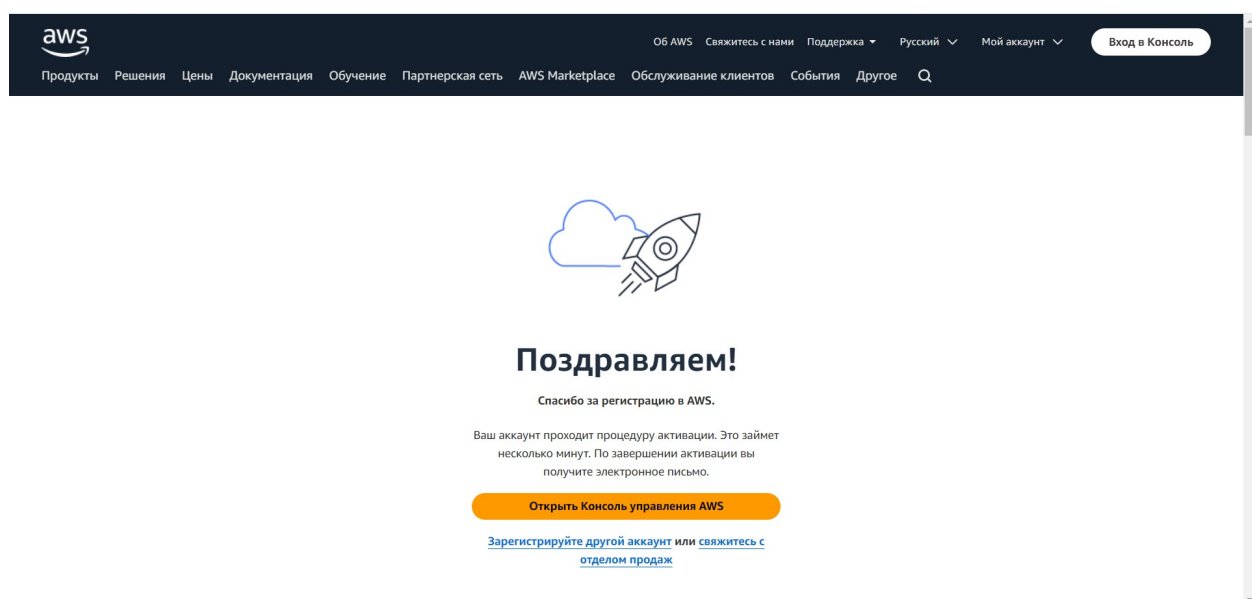 aws
Об AWS Свяжитесь с нами Поддержка Русский Мой аккаунт Вход в Консоль
Продукты Решения Цены Документация Обучение Партнерская сеть AWS Marketplace Обслуживание клиентов События Другое
Поздравляем!
Спасибо за регистрацию в AWS.
Ваш аккаунт проходит процедуру активации. Это займет
несколько минут. По завершении активации вы
получите электронное письмо.
Открыть Консоль управления AWS
Зарегистрируйте другой аккаунт или свяжитесь с
отделом продаж